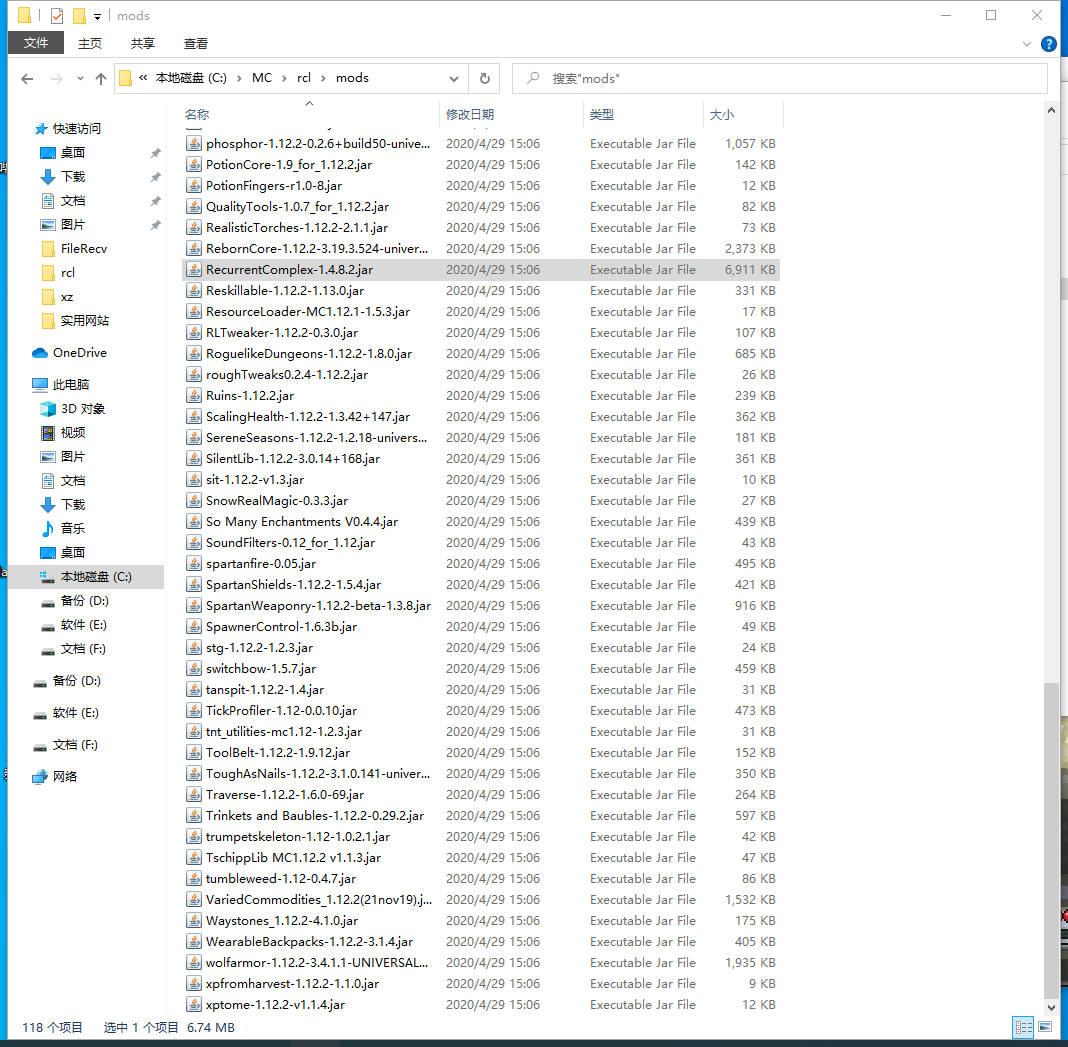 mods
文件 主页 共享 查看
« 本地磁盘 (C:) › MC › rcl › mods 搜索"mods"
快速访问
桌面
下载
文档
图片
FileRecv
rcl
xz
实用网站
OneDrive
此电脑
3D 对象
视频
图片
文档
下载
音乐
桌面
本地磁盘 (C:)
备份 (D:)
软件 (E:)
文档 (F:)
备份 (D:)
软件 (E:)
文档 (F:)
网络
名称 修改日期 类型 大小
phosphor-1.12.2-0.2.6+build50-unive... 2020/4/29 15:06 Executable Jar File 1,057 KB
PotionCore-1.9_for_1.12.2.jar 2020/4/29 15:06 Executable Jar File 142 KB
PotionFingers-r1.0-8.jar 2020/4/29 15:06 Executable Jar File 12 KB
QualityTools-1.0.7_for_1.12.2.jar 2020/4/29 15:06 Executable Jar File 82 KB
RealisticTorches-1.12.2-2.1.1.jar 2020/4/29 15:06 Executable Jar File 73 KB
RebornCore-1.12.2-3.19.3.524-univer... 2020/4/29 15:06 Executable Jar File 2,373 KB
RecurrentComplex-1.4.8.2.jar 2020/4/29 15:06 Executable Jar File 6,911 KB
Reskillable-1.12.2-1.13.0.jar 2020/4/29 15:06 Executable Jar File 331 KB
ResourceLoader-MC1.12.1-1.5.3.jar 2020/4/29 15:06 Executable Jar File 17 KB
RLTweaker-1.12.2-0.3.0.jar 2020/4/29 15:06 Executable Jar File 107 KB
RoguelikeDungeons-1.12.2-1.8.0.jar 2020/4/29 15:06 Executable Jar File 685 KB
roughTweaks0.2.4-1.12.2.jar 2020/4/29 15:06 Executable Jar File 26 KB
Ruins-1.12.2.jar 2020/4/29 15:06 Executable Jar File 239 KB
ScalingHealth-1.12.2-1.3.42+147.jar 2020/4/29 15:06 Executable Jar File 362 KB
SereneSeasons-1.12.2-1.2.18-univers... 2020/4/29 15:06 Executable Jar File 181 KB
SilentLib-1.12.2-3.0.14+168.jar 2020/4/29 15:06 Executable Jar File 361 KB
sit-1.12.2-v1.3.jar 2020/4/29 15:06 Executable Jar File 10 KB
SnowRealMagic-0.3.3.jar 2020/4/29 15:06 Executable Jar File 27 KB
So Many Enchantments V0.4.4.jar 2020/4/29 15:06 Executable Jar File 439 KB
SoundFilters-0.12_for_1.12.jar 2020/4/29 15:06 Executable Jar File 43 KB
spartanfire-0.05.jar 2020/4/29 15:06 Executable Jar File 495 KB
SpartanShields-1.12.2-1.5.4.jar 2020/4/29 15:06 Executable Jar File 421 KB
SpartanWeaponry-1.12.2-beta-1.3.8.jar 2020/4/29 15:06 Executable Jar File 916 KB
SpawnerControl-1.6.3b.jar 2020/4/29 15:06 Executable Jar File 49 KB
stg-1.12.2-1.2.3.jar 2020/4/29 15:06 Executable Jar File 24 KB
switchbow-1.5.7.jar 2020/4/29 15:06 Executable Jar File 459 KB
tanspit-1.12.2-1.4.jar 2020/4/29 15:06 Executable Jar File 31 KB
TickProfiler-1.12-0.0.10.jar 2020/4/29 15:06 Executable Jar File 473 KB
tnt_utilities-mc1.12-1.2.3.jar 2020/4/29 15:06 Executable Jar File 31 KB
ToolBelt-1.12.2-1.9.12.jar 2020/4/29 15:06 Executable Jar File 152 KB
ToughAsNails-1.12.2-3.1.0.141-univer... 2020/4/29 15:06 Executable Jar File 350 KB
Traverse-1.12.2-1.6.0-69.jar 2020/4/29 15:06 Executable Jar File 264 KB
Trinkets and Baubles-1.12.2-0.29.2.jar 2020/4/29 15:06 Executable Jar File 597 KB
trumpetskeleton-1.12-1.0.2.1.jar 2020/4/29 15:06 Executable Jar File 42 KB
TschippLib MC1.12.2 v1.1.3.jar 2020/4/29 15:06 Executable Jar File 47 KB
tumbleweed-1.12-0.4.7.jar 2020/4/29 15:06 Executable Jar File 86 KB
VariedCommodities_1.12.2(21nov19).j... 2020/4/29 15:06 Executable Jar File 1,532 KB
Waystones_1.12.2-4.1.0.jar 2020/4/29 15:06 Executable Jar File 175 KB
WearableBackpacks-1.12.2-3.1.4.jar 2020/4/29 15:06 Executable Jar File 405 KB
wolfarmor-1.12.2-3.4.1.1-UNIVERSAL... 2020/4/29 15:06 Executable Jar File 1,935 KB
xpfromharvest-1.12.2-1.1.0.jar 2020/4/29 15:06 Executable Jar File 9 KB
xptome-1.12.2-v1.1.4.jar 2020/4/29 15:06 Executable Jar File 12 KB
118 个项目 选中 1 个项目 6.74 MB